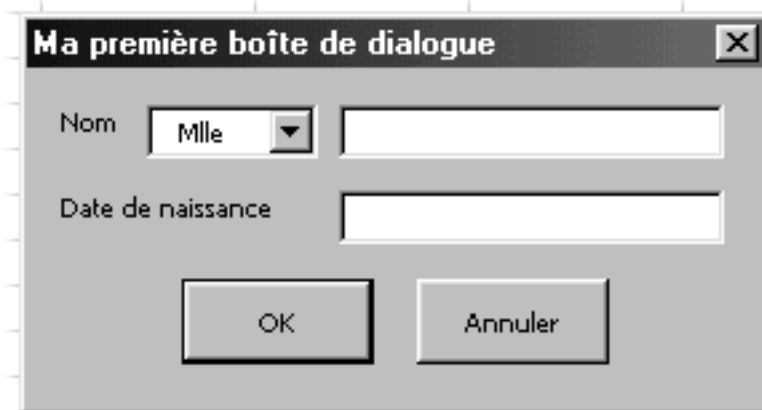 Ma première boîte de dialogue
Nom Mlle
Date de naissance
OK Annuler